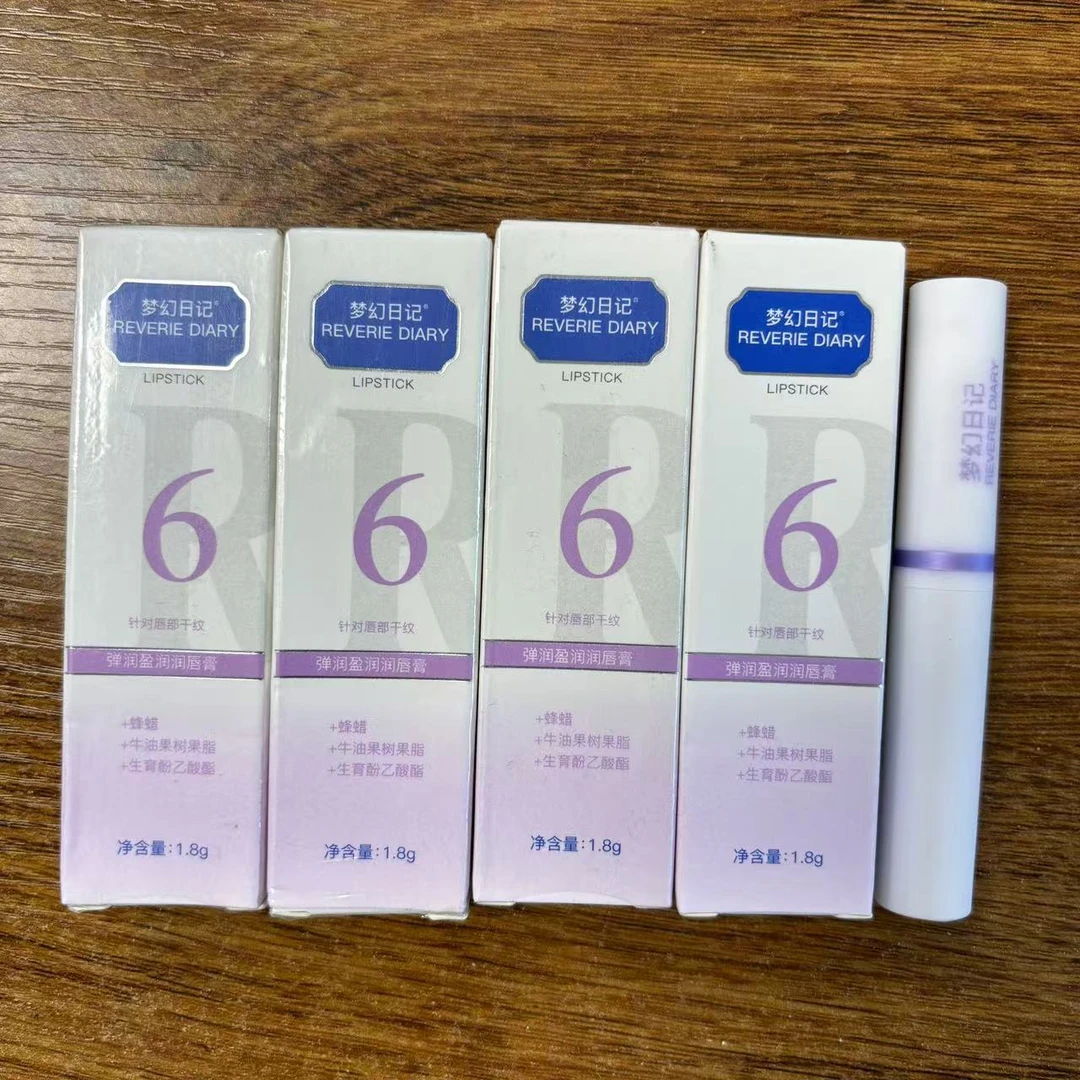 梦幻日记®
REVERIE DIARY
LIPSTICK
R
6
针对唇部干纹
弹润盈润润唇膏
+蜂蜡
+牛油果树果脂
+生育酚乙酸酯
净含量：1.8g
梦幻日记®
REVERIE DIARY
LIPSTICK
R
6
针对唇部干纹
弹润盈润润唇膏
+蜂蜡
+牛油果树果脂
+生育酚乙酸酯
净含量：1.8g
梦幻日记®
REVERIE DIARY
LIPSTICK
R
6
针对唇部干纹
弹润盈润润唇膏
+蜂蜡
+牛油果树果脂
+生育酚乙酸酯
净含量：1.8g
梦幻日记®
REVERIE DIARY
LIPSTICK
R
6
针对唇部干纹
弹润盈润润唇膏
+蜂蜡
+牛油果树果脂
+生育酚乙酸酯
净含量：1.8g
梦幻日记
REVERIE DIARY